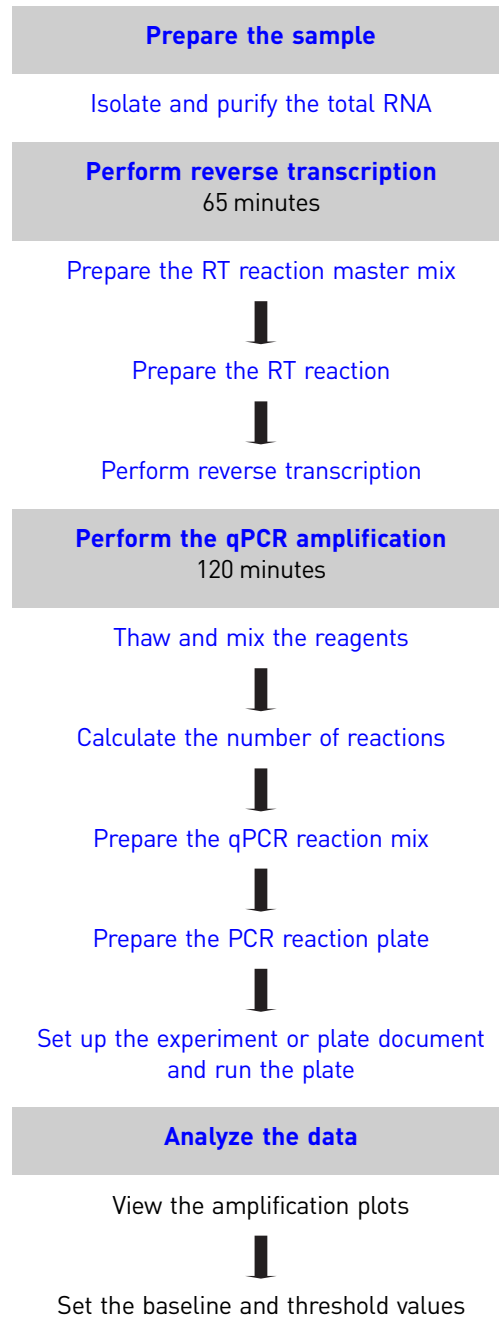 Prepare the sample
Isolate and purify the total RNA
Perform reverse transcription
65 minutes
Prepare the RT reaction master mix
Prepare the RT reaction
Perform reverse transcription
Perform the qPCR amplification
120 minutes
Thaw and mix the reagents
Calculate the number of reactions
Prepare the qPCR reaction mix
Prepare the PCR reaction plate
Set up the experiment or plate document
and run the plate
Analyze the data
View the amplification plots
Set the baseline and threshold values